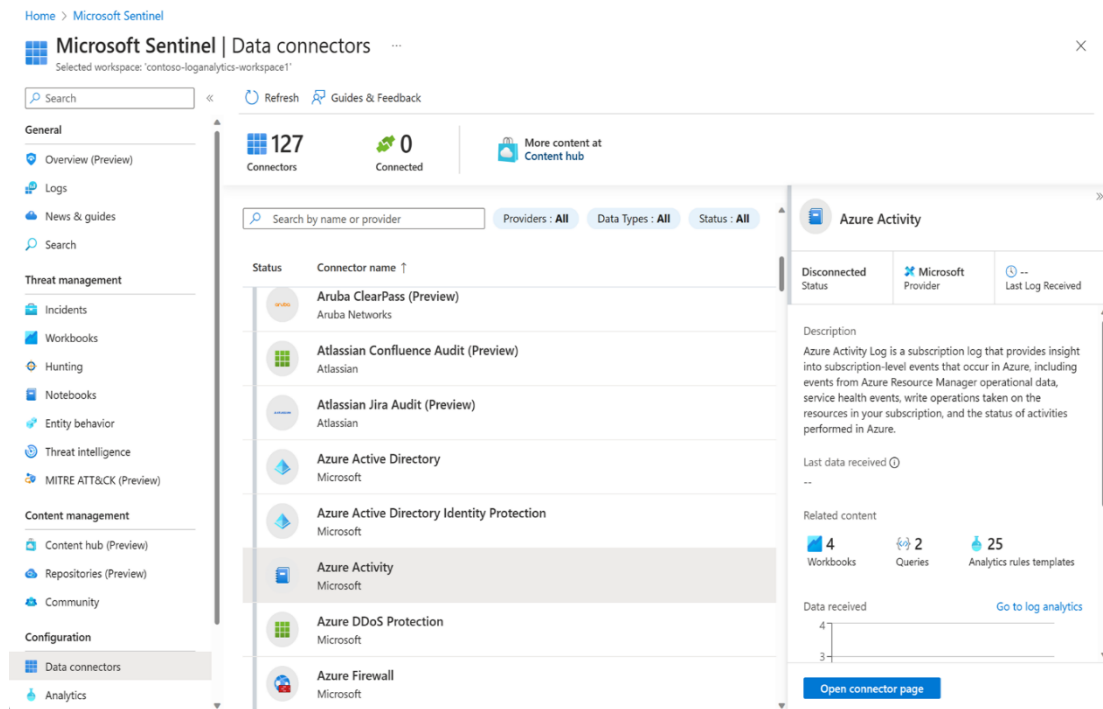 Home > Microsoft Sentinel
Microsoft Sentinel | Data connectors ...
Selected workspace: 'contoso-loganalytics-workspace1'
Search
«
Refresh
Guides & Feedback
General
Overview (Preview)
Logs
News & guides
Search
Threat management
Incidents
Workbooks
Hunting
Notebooks
Entity behavior
Threat intelligence
MITRE ATT&CK (Preview)
Content management
Content hub (Preview)
Repositories (Preview)
Community
Configuration
Data connectors
Analytics
127
Connectors
0
Connected
More content at
Content hub
Search by name or provider
Providers : All
Data Types : All
Status : All
Status
Connector name ↑
aruba
Aruba ClearPass (Preview)
Aruba Networks
Atlassian Confluence Audit (Preview)
Atlassian
Atlassian Jira Audit (Preview)
Atlassian
Azure Active Directory
Microsoft
Azure Active Directory Identity Protection
Microsoft
Azure Activity
Microsoft
Azure DDoS Protection
Microsoft
Azure Firewall
Microsoft
»
Azure Activity
Disconnected
Status
Microsoft
Provider
--
Last Log Received
Description
Azure Activity Log is a subscription log that provides insight
into subscription-level events that occur in Azure, including
events from Azure Resource Manager operational data,
service health events, write operations taken on the
resources in your subscription, and the status of activities
performed in Azure.
Last data received
--
Related content
4
Workbooks
2
Queries
25
Analytics rules templates
Data received
Go to log analytics
4
3
Open connector page